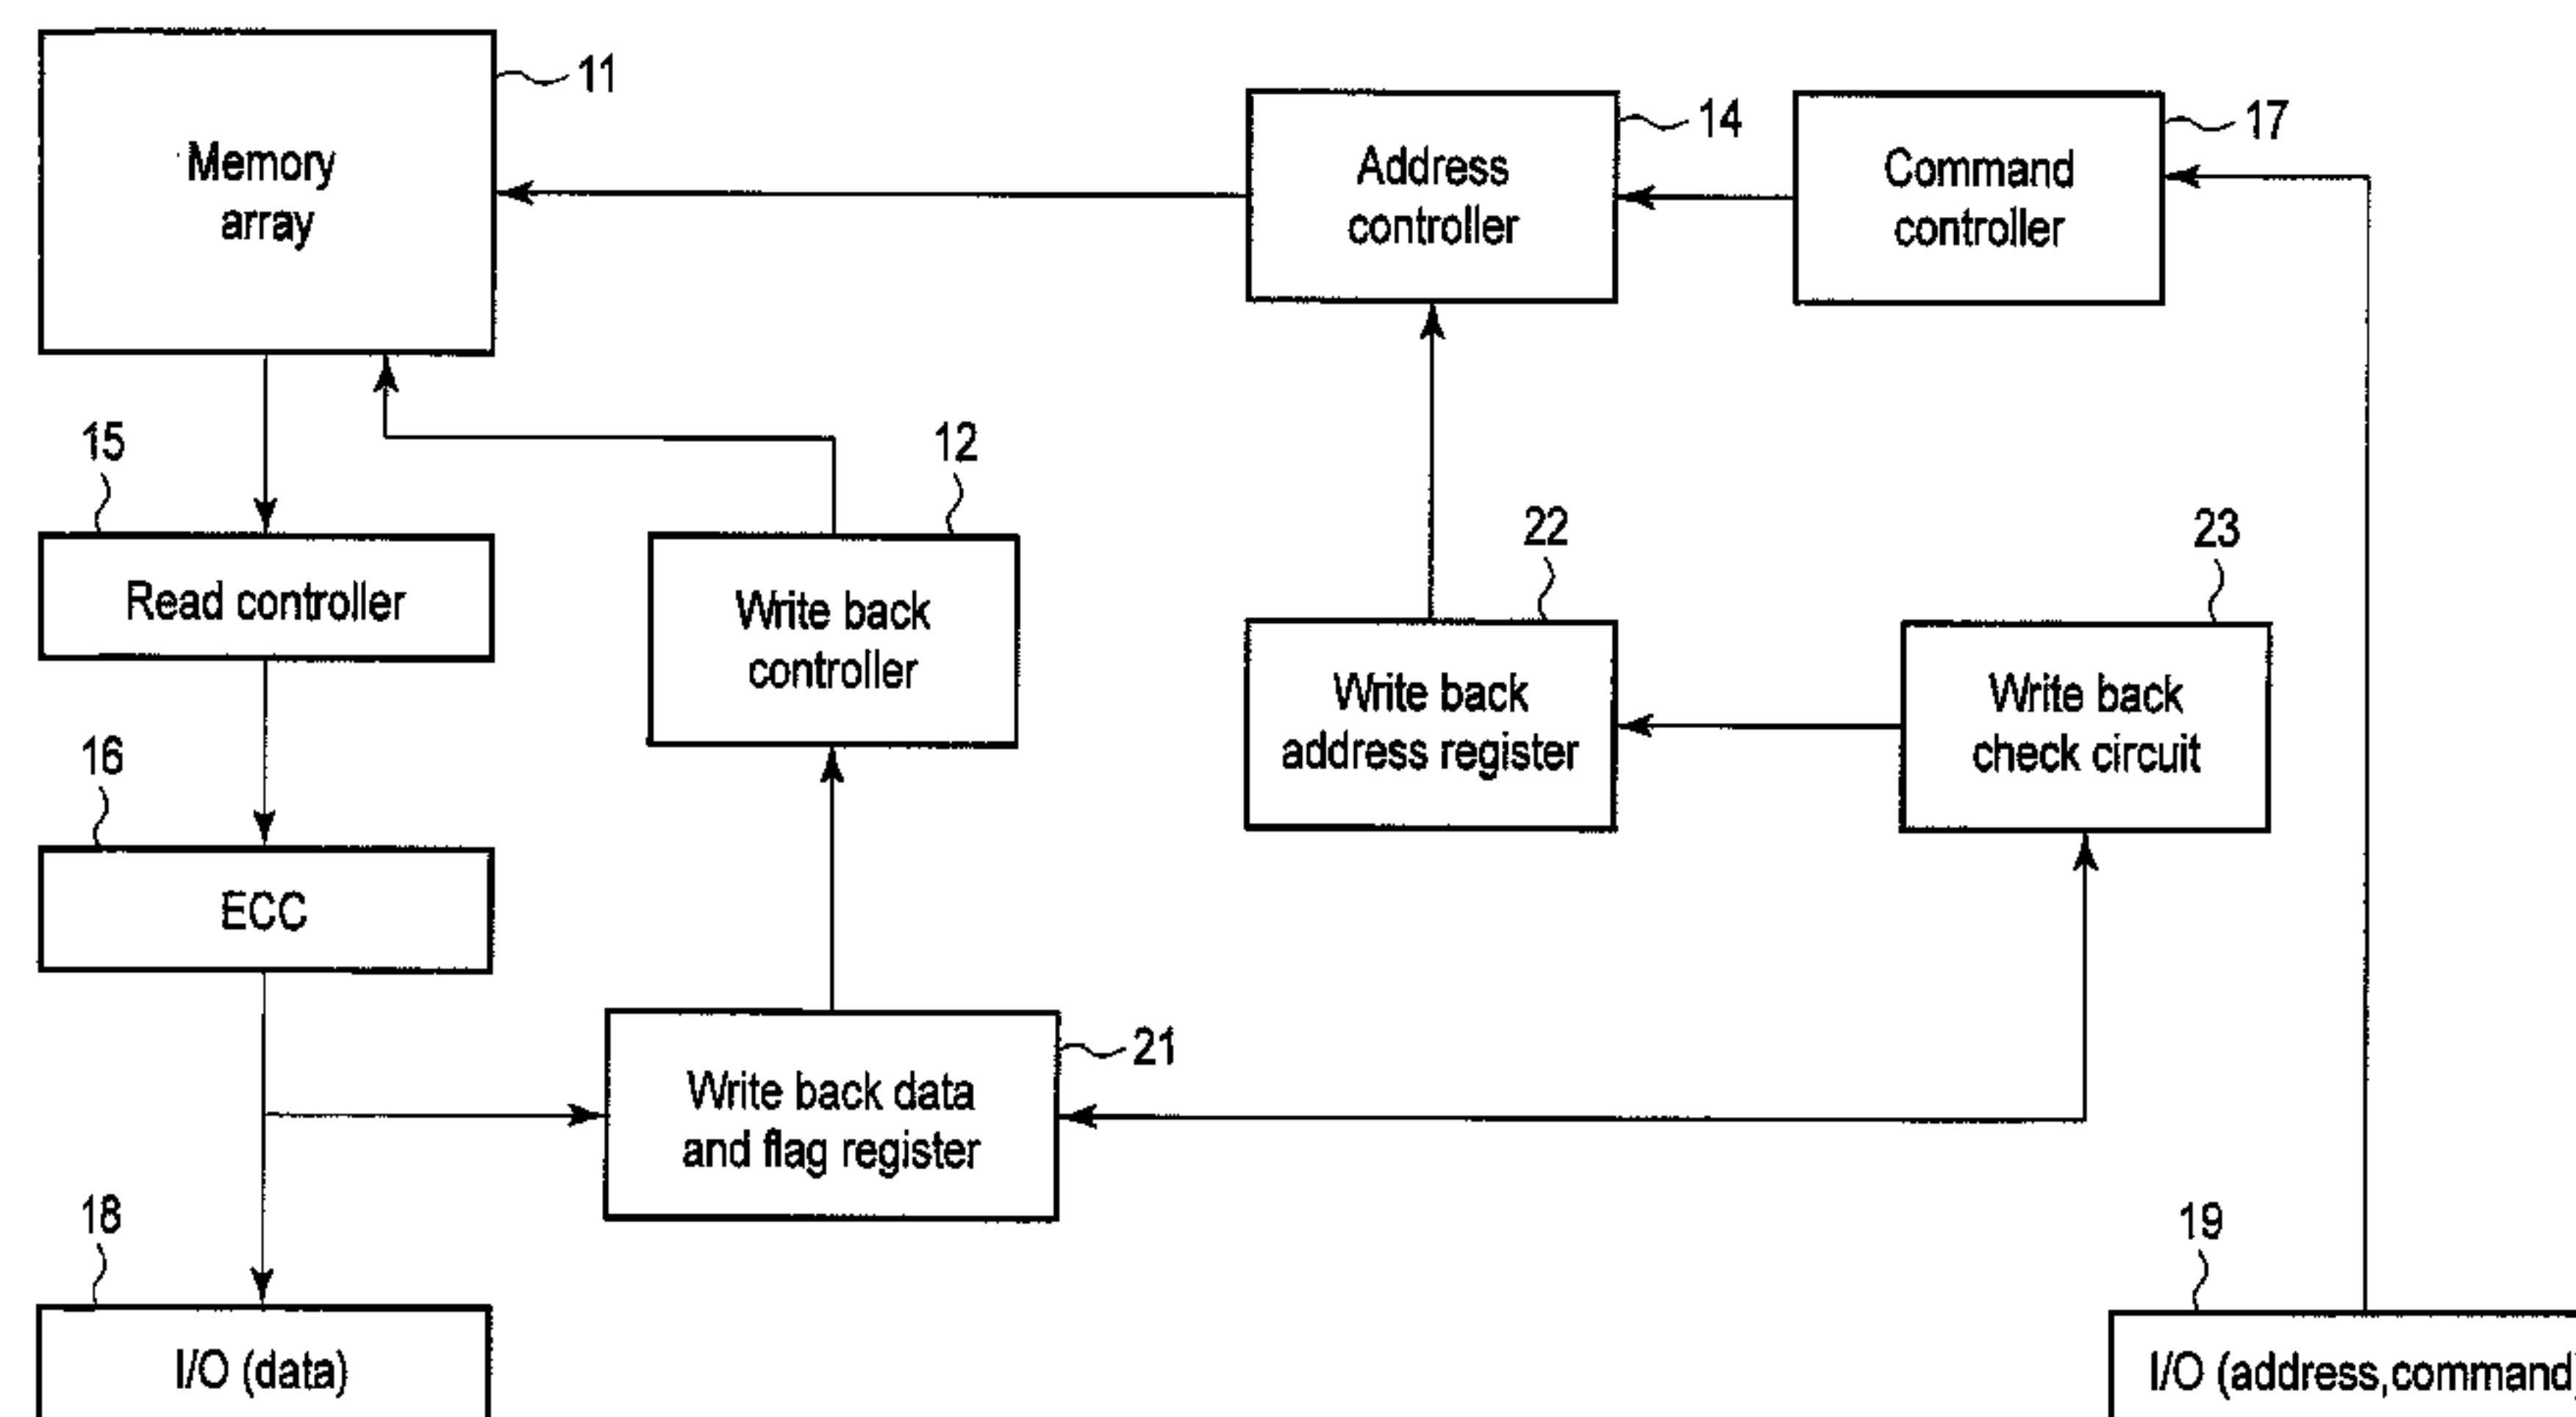 11
Memory
array
14
Address
controller
17
Command
controller
15
Read controller
12
Write back
controller
22
Write back
address register
23
Write back
check circuit
16
ECC
21
Write back data
and flag register
18
I/O (data)
19
I/O (address,command)